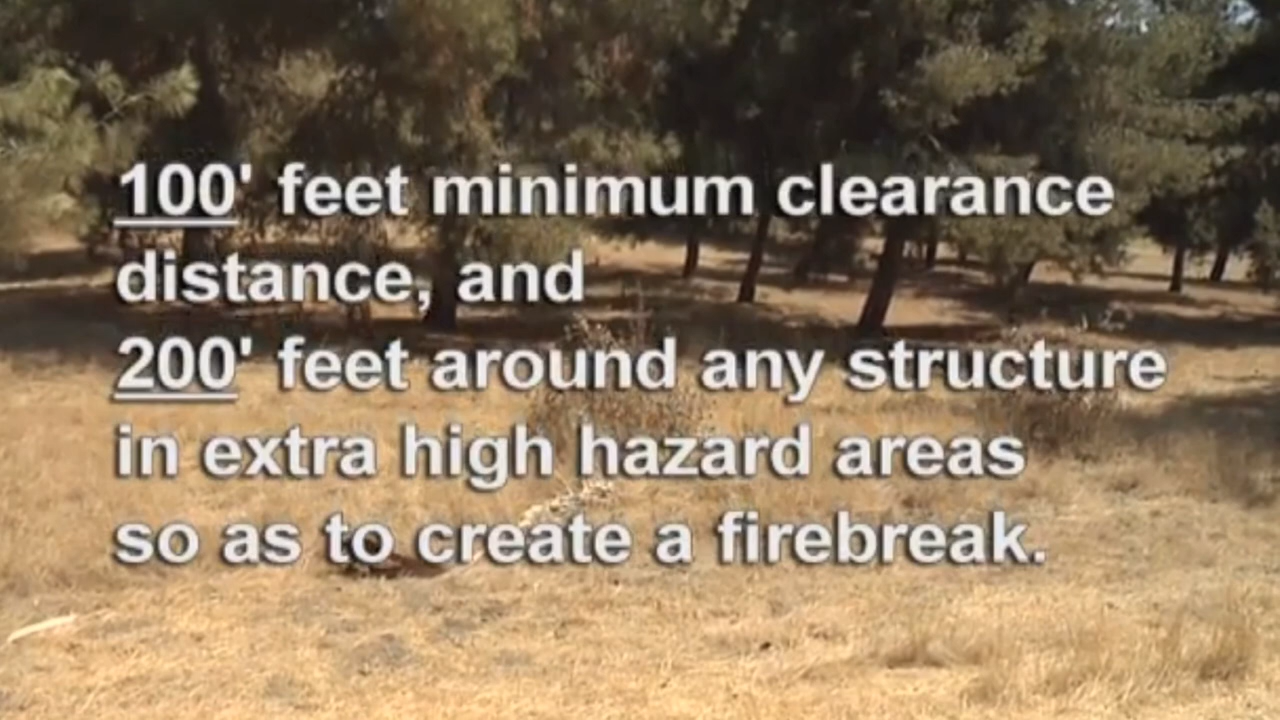 100' feet minimum clearance
distance, and
200' feet around any structure
in extra high hazard areas
so as to create a firebreak.